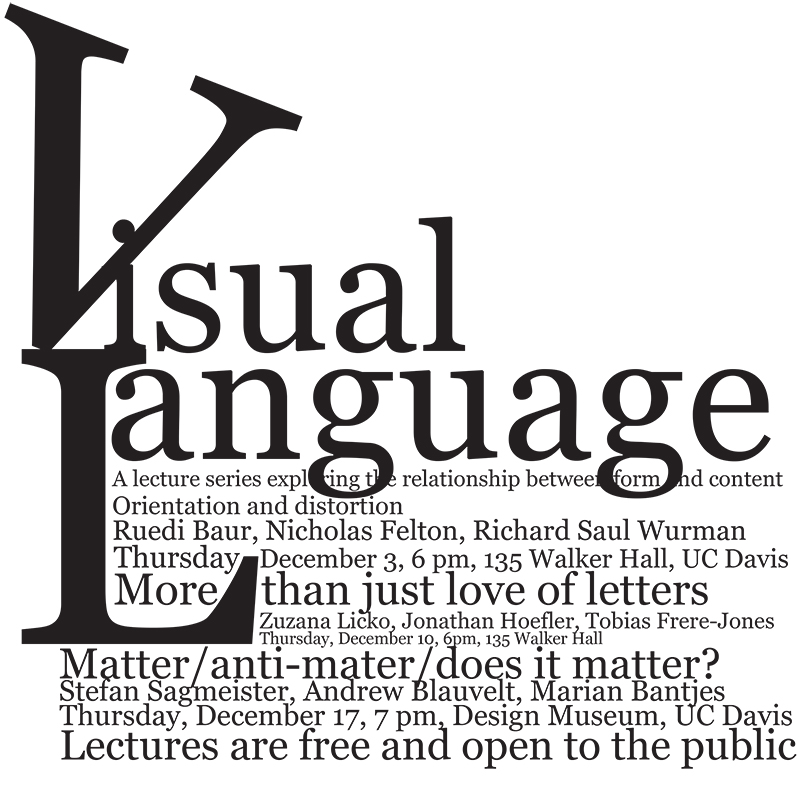 Visual
Language
A lecture series exploring the relationship between form and content
Orientation and distortion
Ruedi Baur, Nicholas Felton, Richard Saul Wurman
Thursday, December 3, 6 pm, 135 Walker Hall, UC Davis
More than just love of letters
Zuzana Licko, Jonathan Hoefler, Tobias Frere-Jones
Thursday, December 10, 6pm, 135 Walker Hall
Matter/anti-mater/does it matter?
Stefan Sagmeister, Andrew Blauvelt, Marian Bantjes
Thursday, December 17, 7 pm, Design Museum, UC Davis
Lectures are free and open to the public